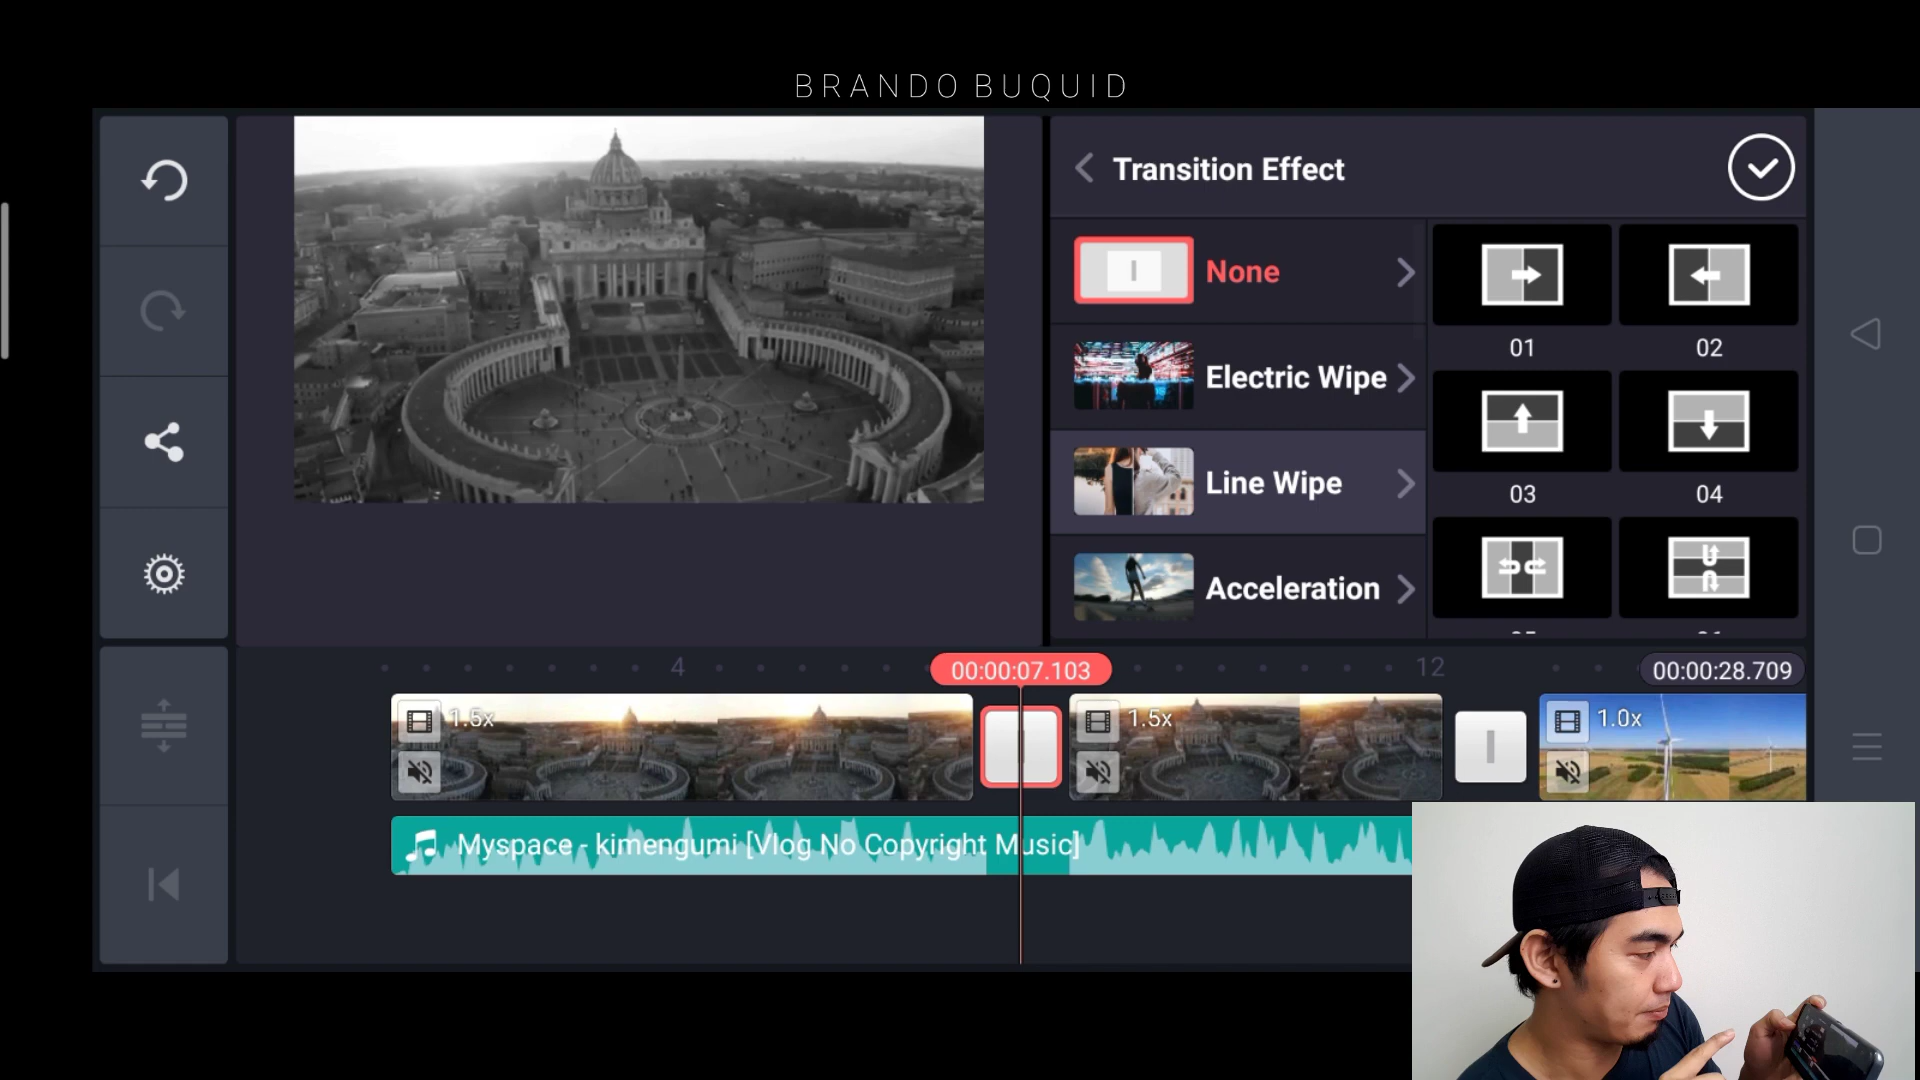 BRANDO BUQUID
Transition Effect
None
Electric Wipe
Line Wipe
Acceleration
01
02
03
04
4
00:00:07.103
12
00:00:28.709
1.5x
1.5x
1.0x
Myspace - kimengumi [Vlog No Copyright Music]